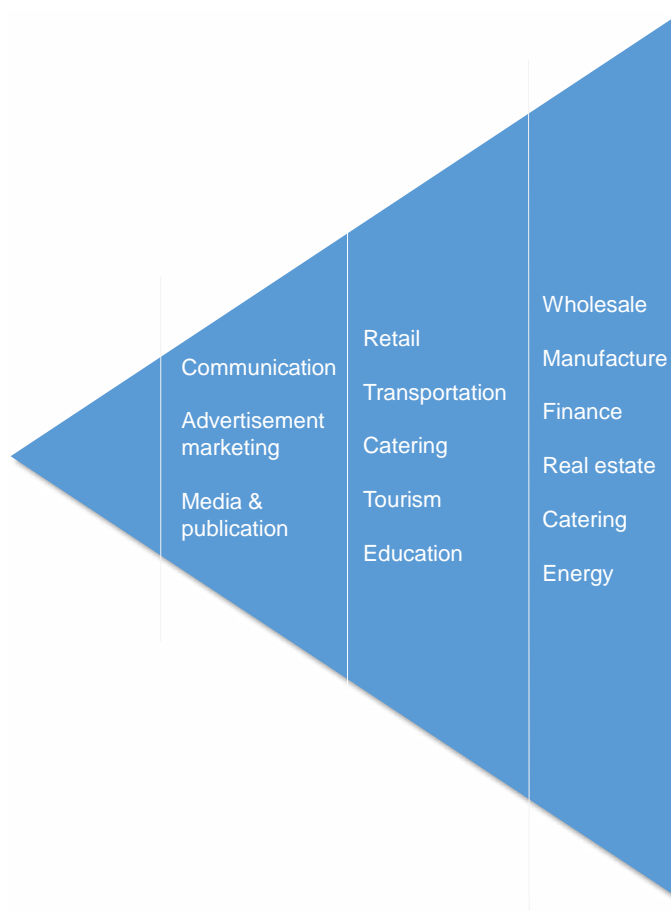 Communication
Advertisement
marketing
Media &
publication
Retail
Transportation
Catering
Tourism
Education
Wholesale
Manufacture
Finance
Real estate
Catering
Energy